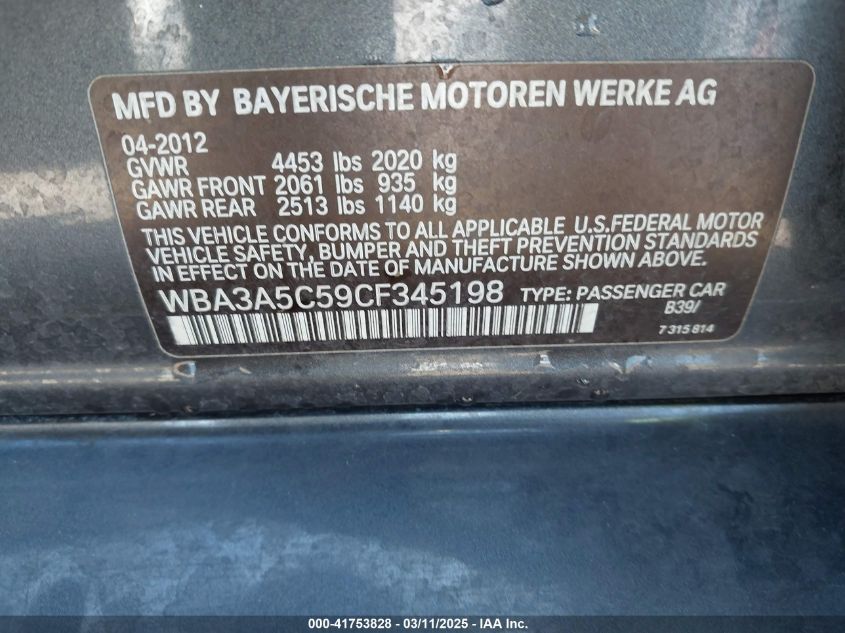 MFD BY BAYERISCHE MOTOREN WERKE AG
04-2012
GVWR 4453 lbs 2020 kg
GAWR FRONT 2061 lbs 935 kg
GAWR REAR 2513 lbs 1140 kg
THIS VEHICLE CONFORMS TO ALL APPLICABLE U.S.FEDERAL MOTOR
VEHICLE SAFETY, BUMPER AND THEFT PREVENTION STANDARDS
IN EFFECT ON THE DATE OF MANUFACTURE SHOWN ABOVE.
WBA3A5C59CF345198 TYPE: PASSENGER CAR
B39/
7 315 814
000-41753828 - 03/11/2025 - IAA Inc.